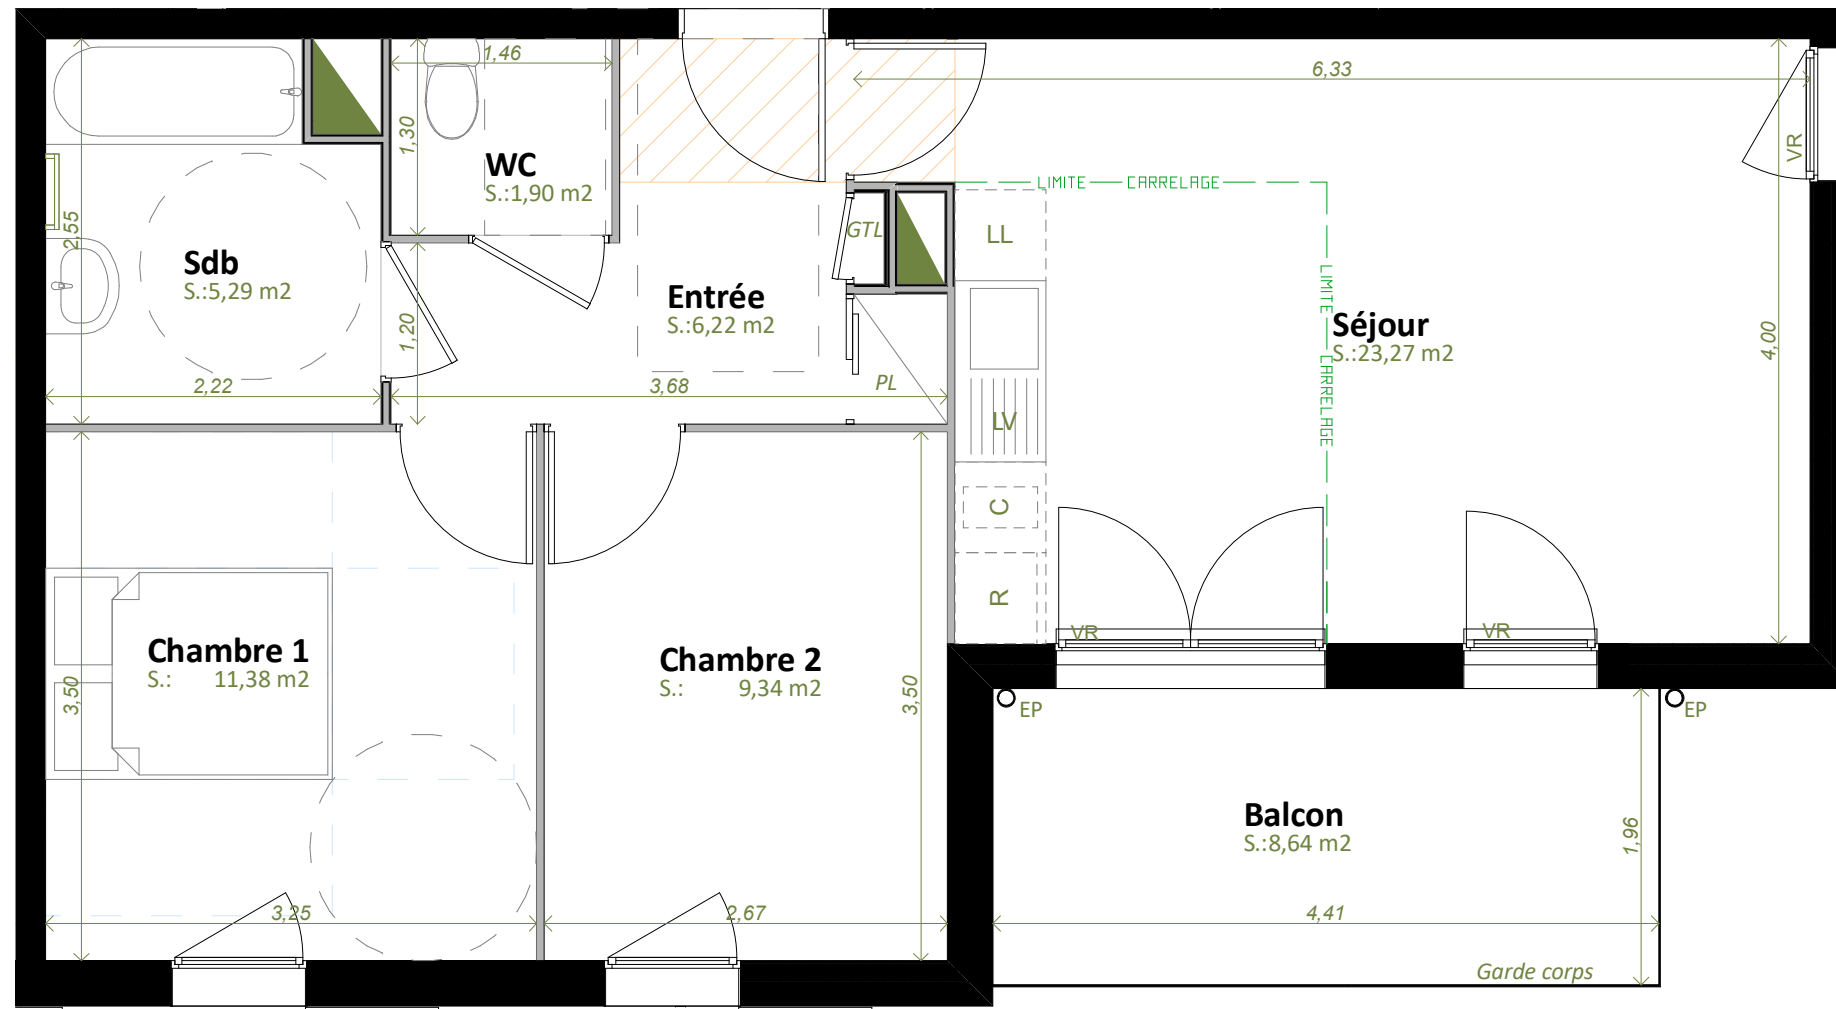 1,46
6,33
1,30
VR
WC
S.:1,90 m2
LIMITE CARRELAGE
2,55
GTL
LL
Sdb
S.:5,29 m2
Entrée
S.:6,22 m2
LIMITE CARRELAGE
Séjour
S.:23,27 m2
4,00
1,20
2,22
3,68
PL
LV
C
R
VR
VR
Chambre 1
S.: 11,38 m2
Chambre 2
S.: 9,34 m2
3,50
3,50
EP
EP
Balcon
S.:8,64 m2
1,96
3,25
2,67
4,41
Garde corps